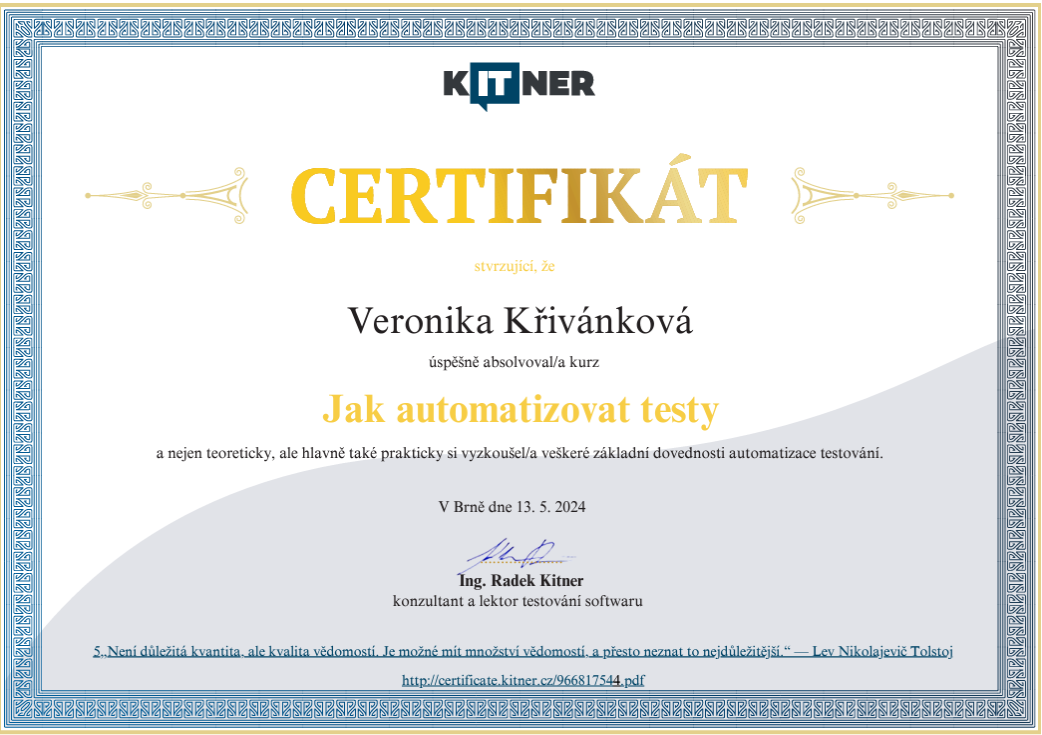 KITNER
CERTIFIKÁT
stvrzující, že
Veronika Křivánková
úspěšně absolvoval/a kurz
Jak automatizovat testy
a nejen teoreticky, ale hlavně také prakticky si vyzkoušel/a veškeré základní dovednosti automatizace testování.
V Brně dne 13. 5. 2024
Ing. Radek Kitner
konzultant a lektor testování softwaru
5„Není důležitá kvantita, ale kvalita vědomostí. Je možné mít množství vědomostí, a přesto neznat to nejdůležitější.“ — Lev Nikolajevič Tolstoj
http://certificate.kitner.cz/966817544.pdf